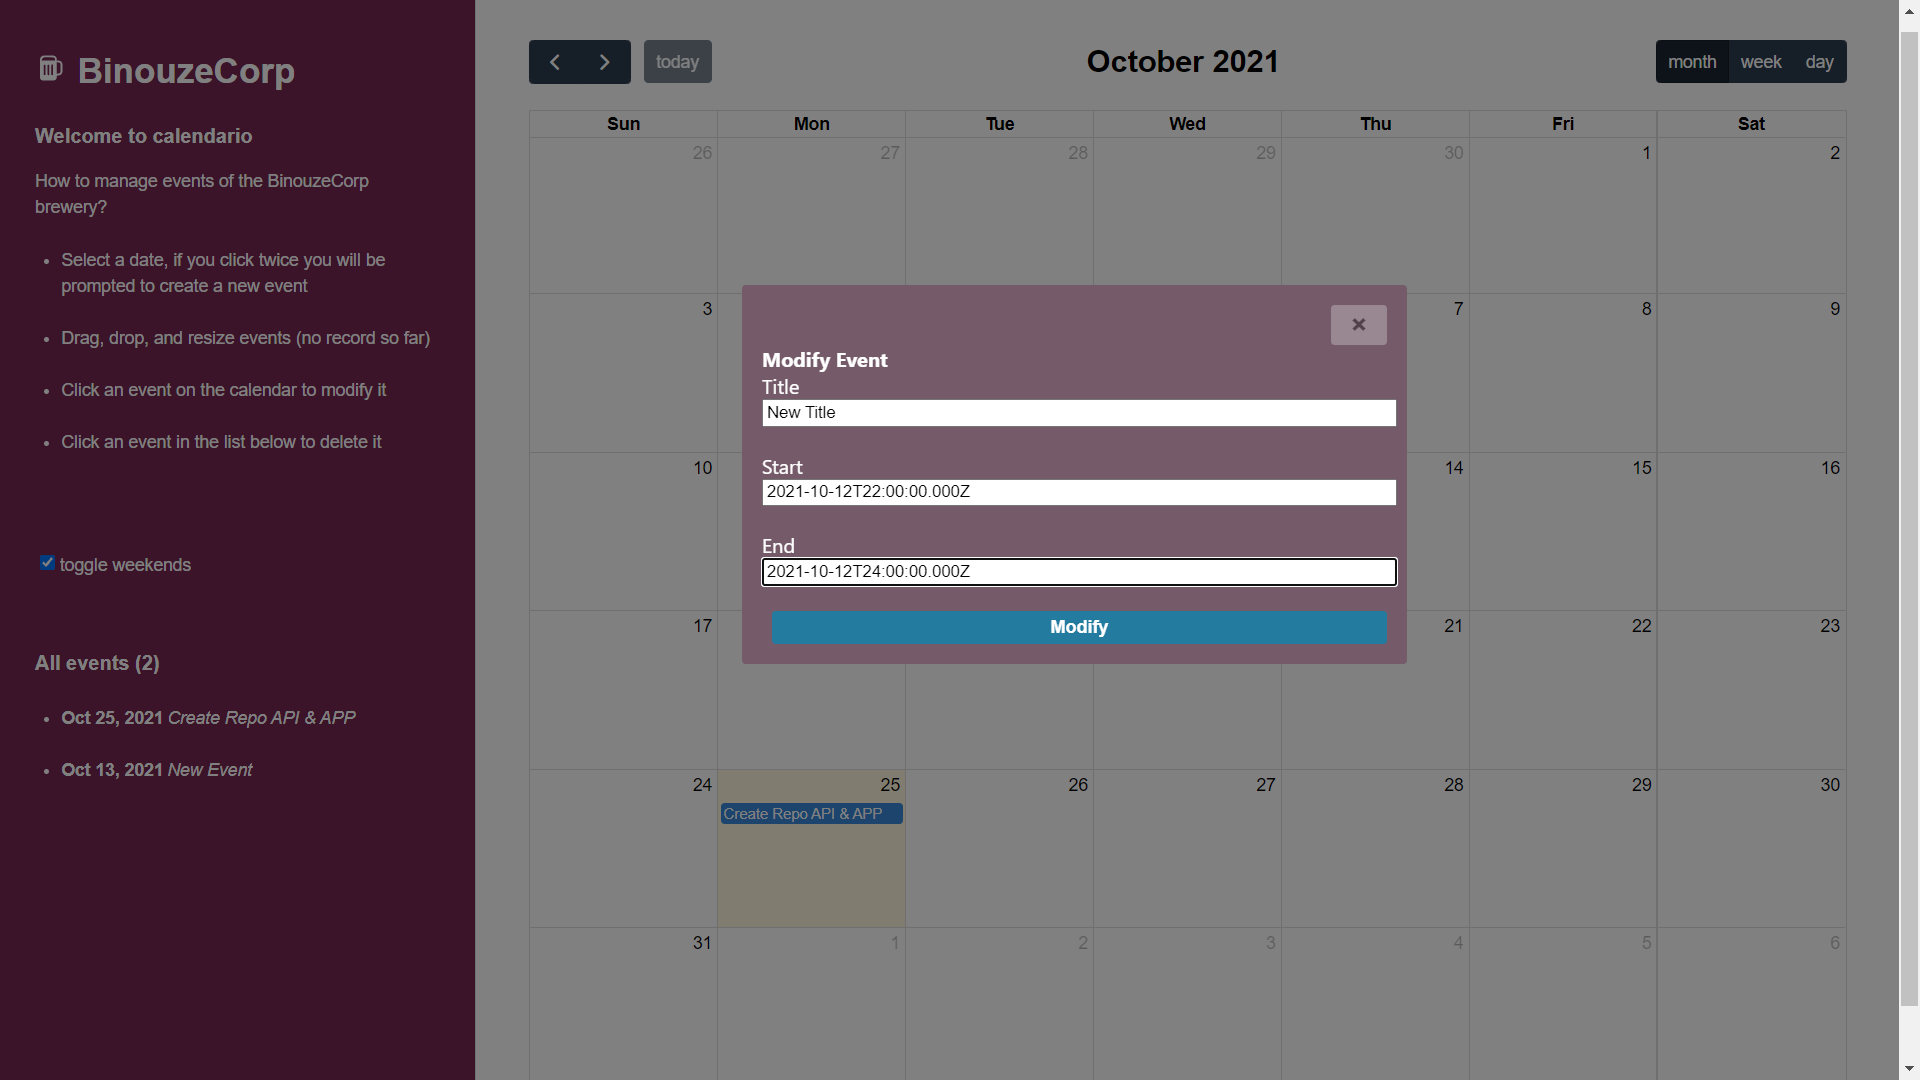 BinouzeCorp
Welcome to calendario
How to manage events of the BinouzeCorp
brewery?
Select a date, if you click twice you will be
prompted to create a new event
Drag, drop, and resize events (no record so far)
Click an event on the calendar to modify it
Click an event in the list below to delete it
toggle weekends
All events (2)
Oct 25, 2021 Create Repo API & APP
Oct 13, 2021 New Event
today
October 2021
month week day
Sun Mon Tue Wed Thu Fri Sat
26 27 28 29 30 1 2
3 7 8 9
10 14 15 16
17 21 22 23
24 25 26 27 28 29 30
Create Repo API & APP
31 1 2 3 4 5 6
Modify Event
Title
New Title
Start
2021-10-12T22:00:00.000Z
End
2021-10-12T24:00:00.000Z
Modify